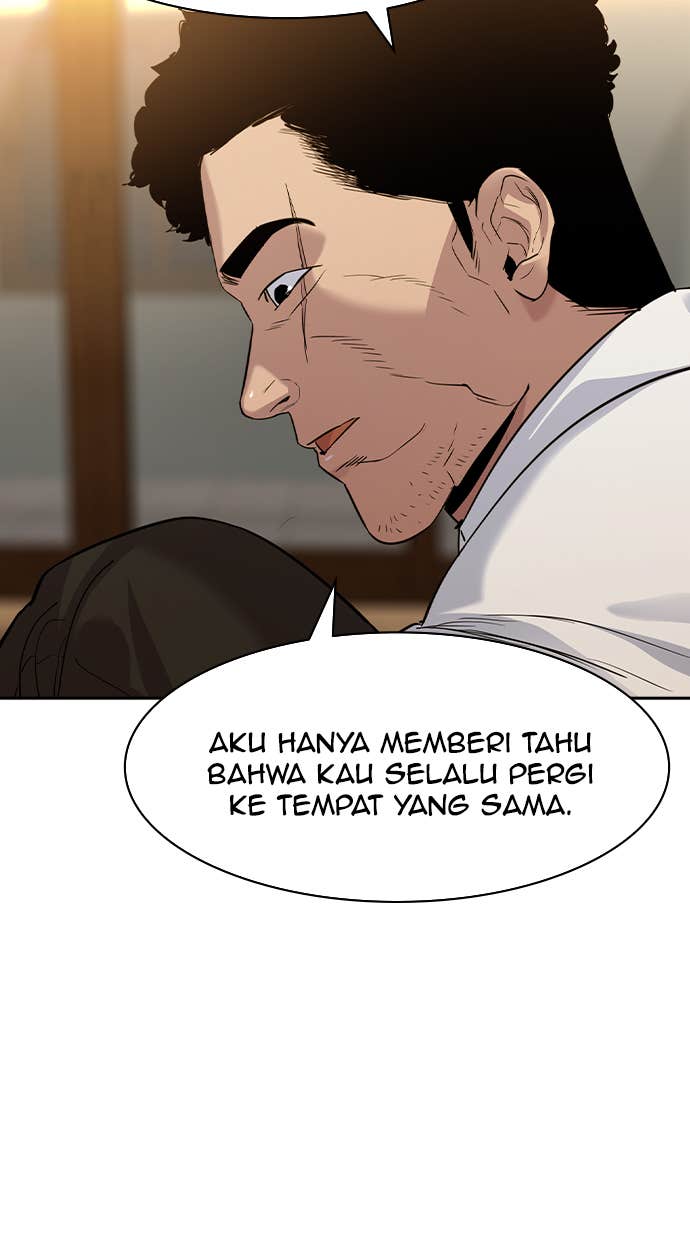 AKU HANYA MEMBERI TAHU
BAHWA KAU SELALU PERGI
KE TEMPAT YANG SAMA.